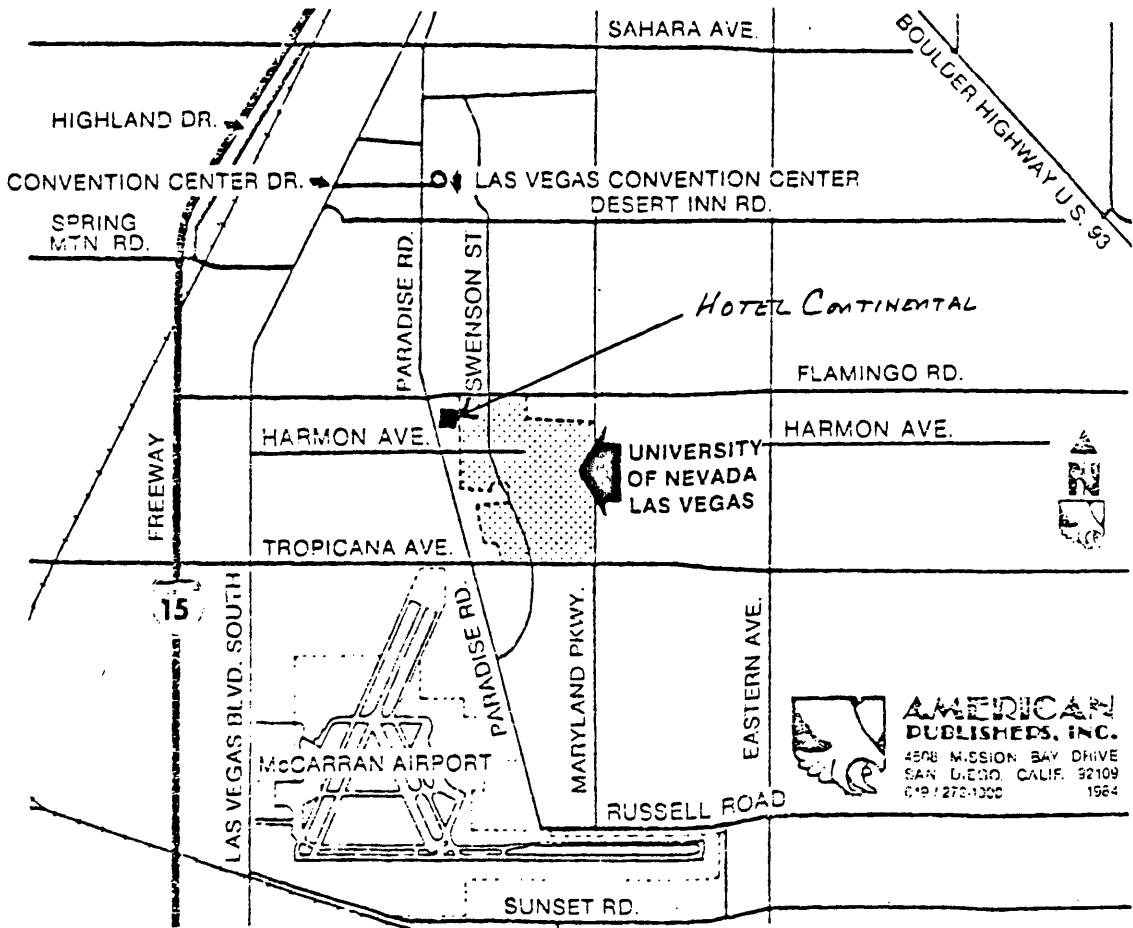 SAHARA AVE.
BOULDER HIGHWAY U.S. 93
HIGHLAND DR.
CONVENTION CENTER DR.
LAS VEGAS CONVENTION CENTER
DESERT INN RD.
SPRING
MTN RD.
PARADISE RD.
SWENSON ST
HOTEL CONTINENTAL
FLAMINGO RD.
HARMON AVE.
HARMON AVE.
UNIVERSITY
OF NEVADA
LAS VEGAS
FREEWAY
TROPICANA AVE.
15
LAS VEGAS BLVD. SOUTH
PARADISE RD.
MARYLAND PKWY.
EASTERN AVE.
McCARRAN AIRPORT
AMERICAN
PUBLISHERS, INC.
4508 MISSION BAY DRIVE
SAN DIEGO, CALIF. 92109
1984
RUSSELL ROAD
SUNSET RD.